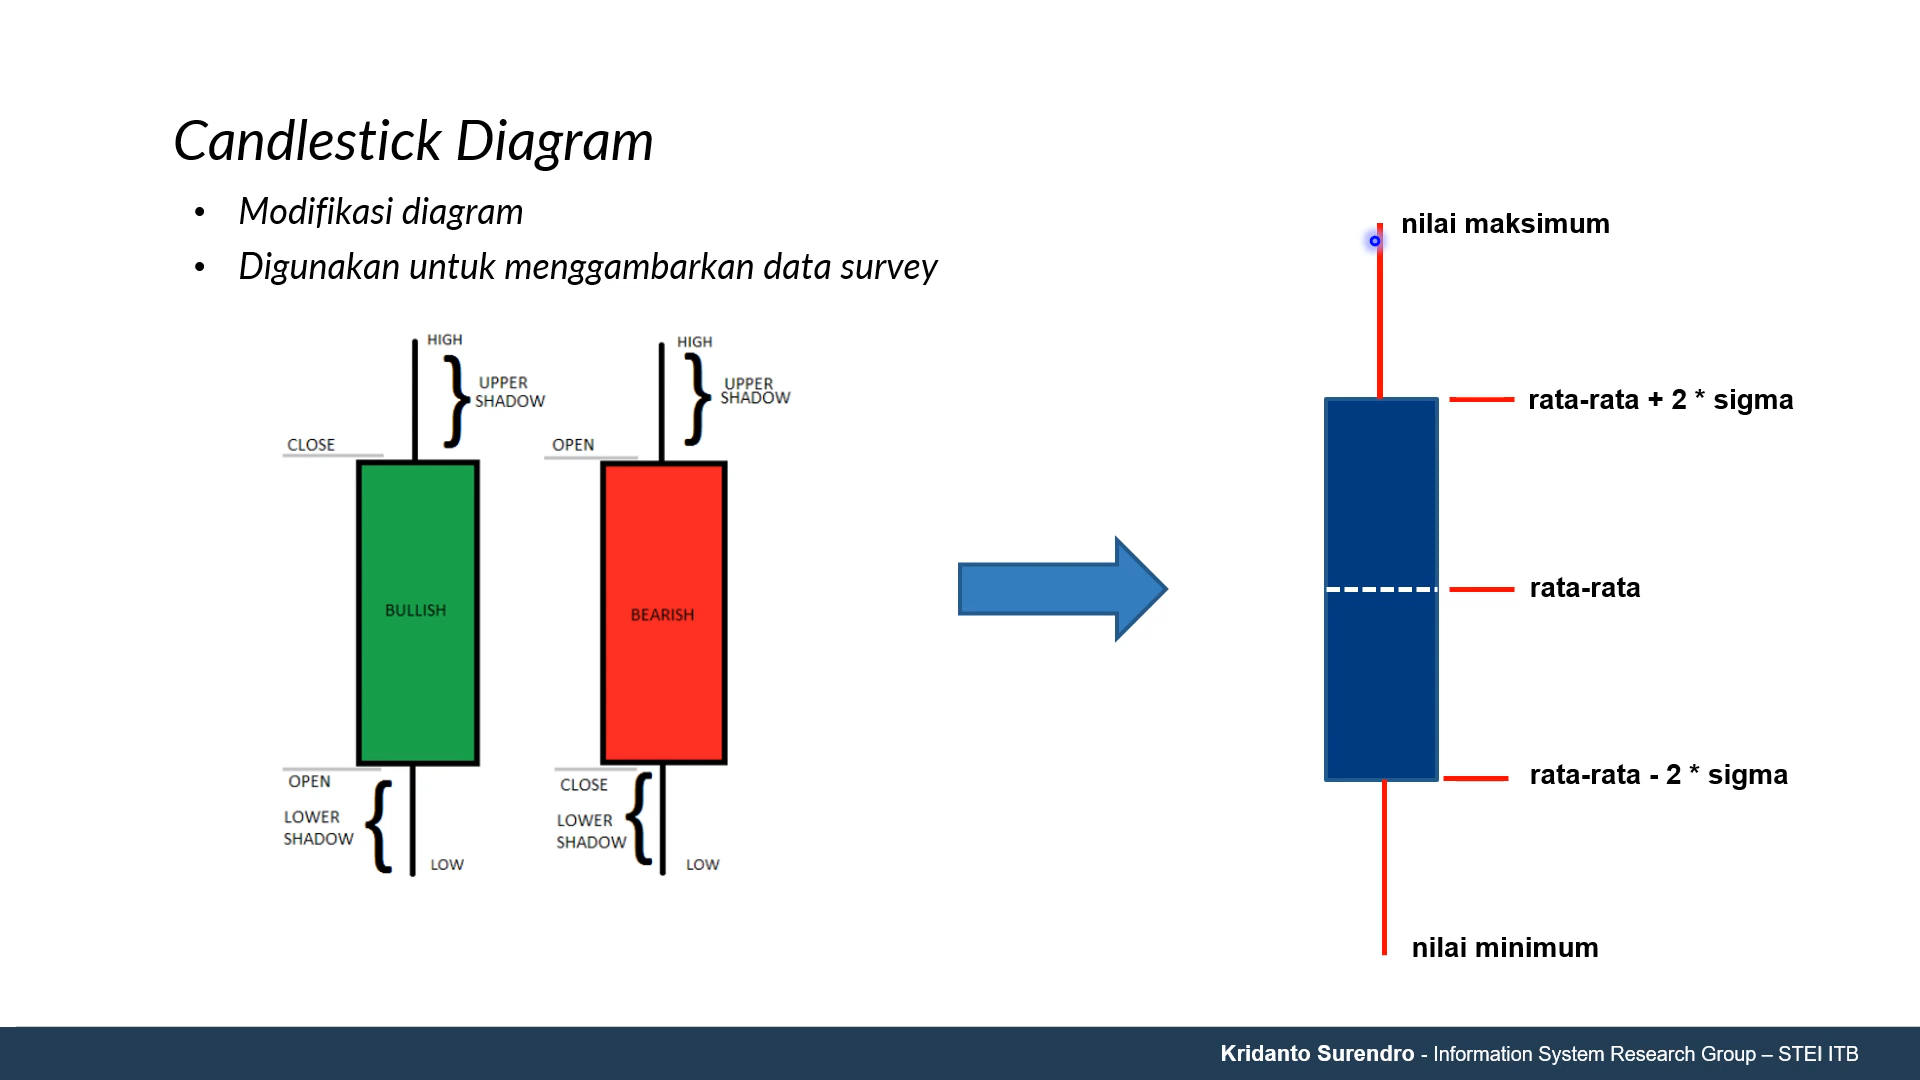 Candlestick Diagram
• Modifikasi diagram
• Digunakan untuk menggambarkan data survey
HIGH
UPPER
SHADOW
CLOSE
BULLISH
OPEN
LOWER
SHADOW
LOW
HIGH
UPPER
SHADOW
OPEN
BEARISH
CLOSE
LOWER
SHADOW
LOW
nilai maksimum
rata-rata + 2 * sigma
rata-rata
rata-rata - 2 * sigma
nilai minimum
Kridanto Surendro - Information System Research Group – STEI ITB